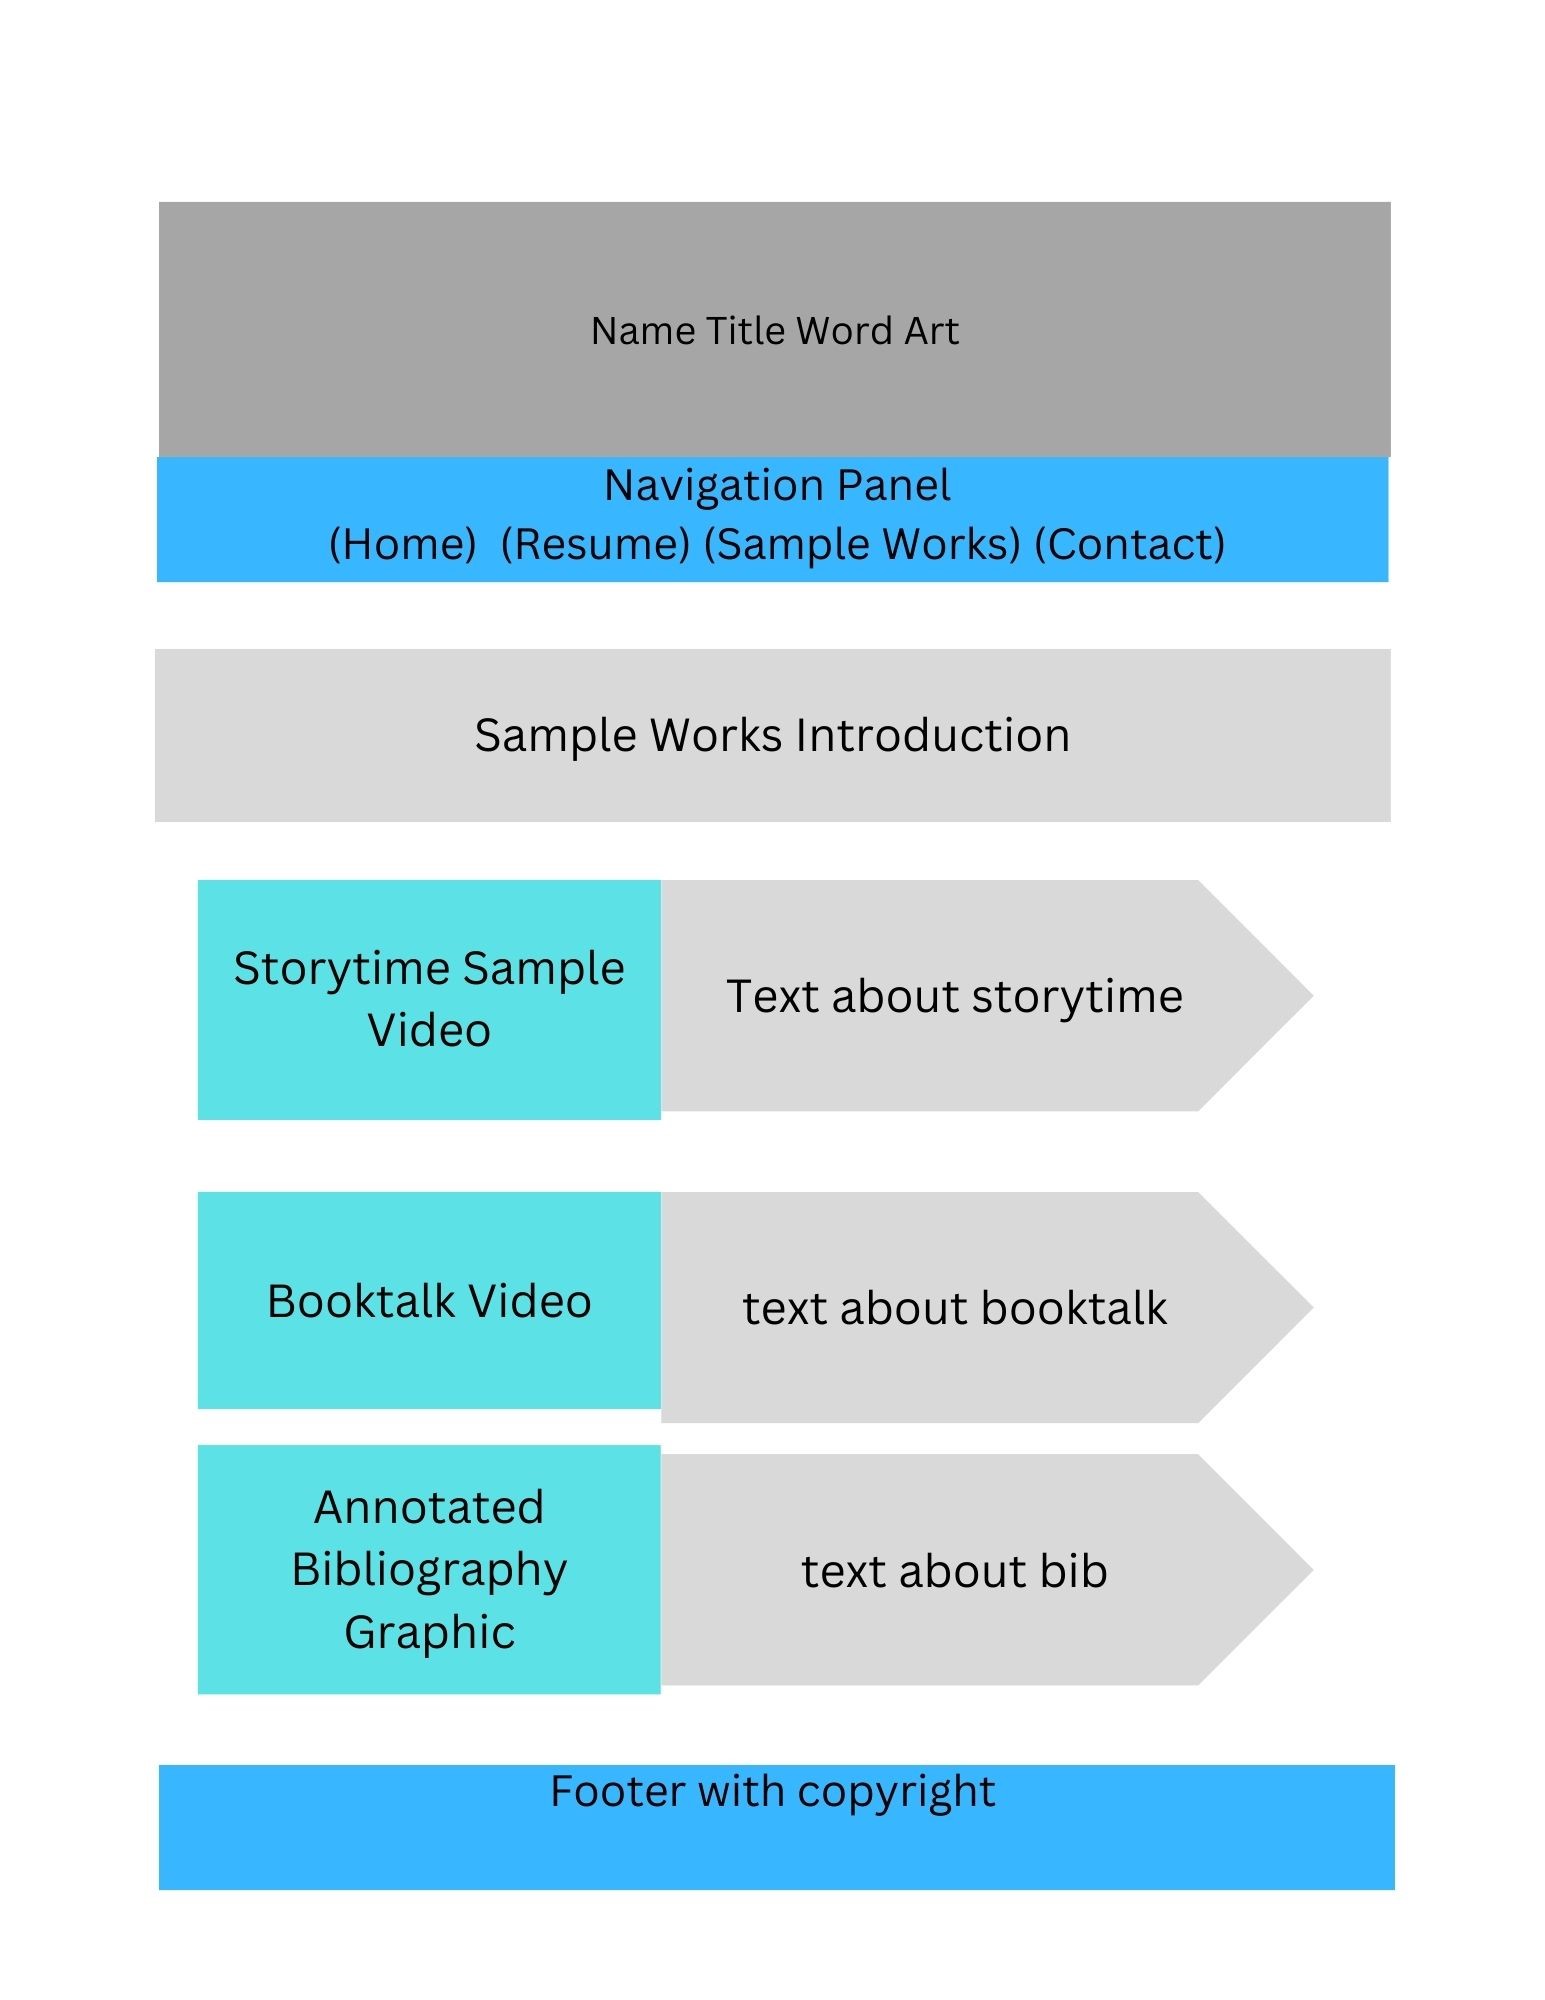 Name Title Word Art
Navigation Panel
(Home)  (Resume) (Sample Works) (Contact)
Sample Works Introduction
Storytime Sample
Video
Text about storytime
Booktalk Video
text about booktalk
Annotated
Bibliography
Graphic
text about bib
Footer with copyright